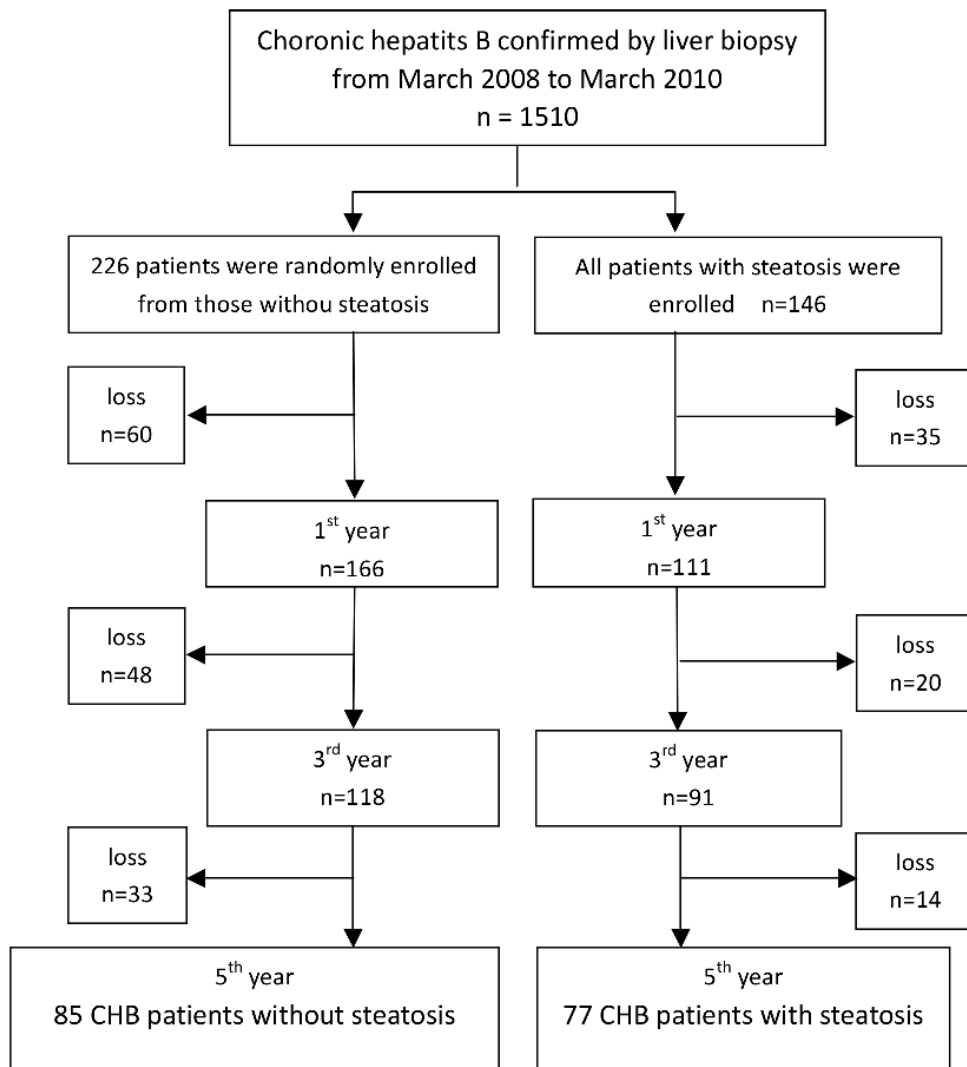 Choronic hepatits B confirmed by liver biopsy
from March 2008 to March 2010
n = 1510
226 patients were randomly enrolled
from those withou steatosis
All patients with steatosis were
enrolled n=146
loss
n=60
loss
n=35
1st year
n=166
1st year
n=111
loss
n=48
loss
n=20
3rd year
n=118
3rd year
n=91
loss
n=33
loss
n=14
5th year
85 CHB patients without steatosis
5th year
77 CHB patients with steatosis